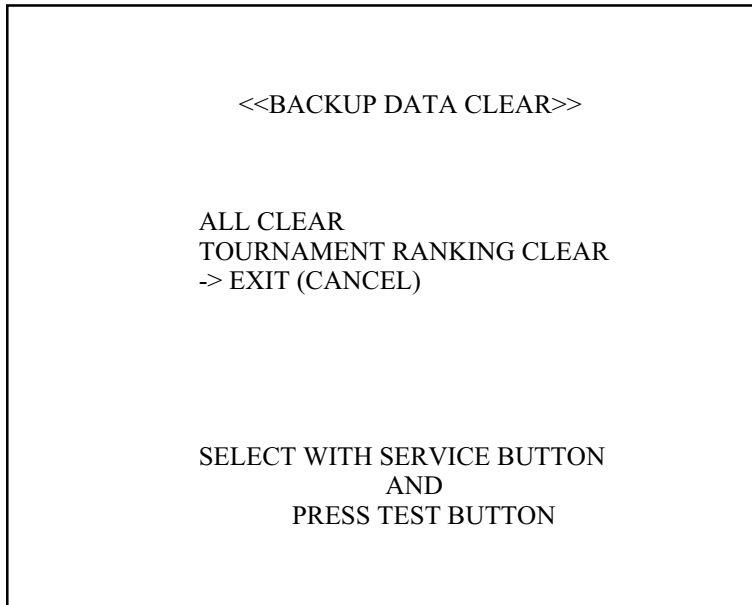 <<BACKUP DATA CLEAR>>
ALL CLEAR
TOURNAMENT RANKING CLEAR
-> EXIT (CANCEL)
SELECT WITH SERVICE BUTTON
AND
PRESS TEST BUTTON